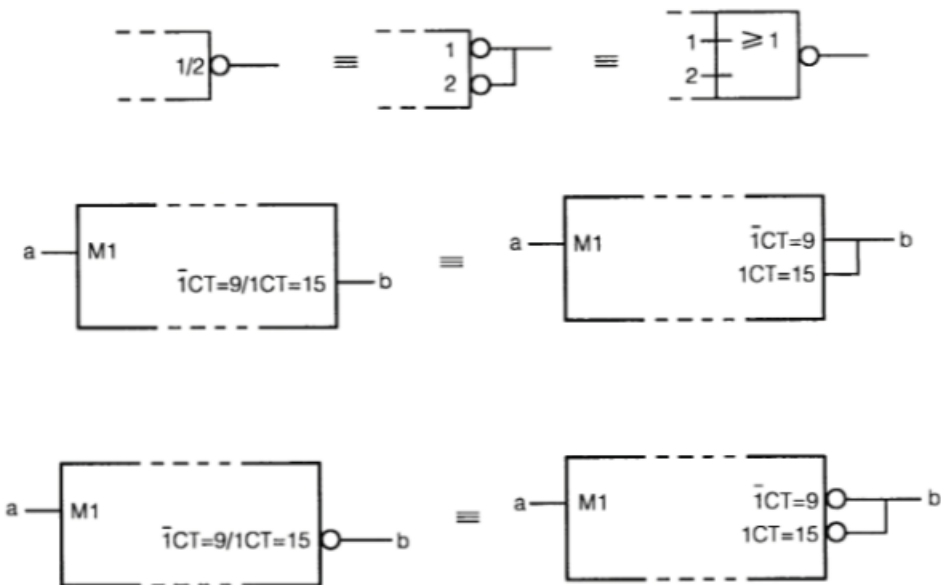 1/2 ≡ 1 2 ≡ 1 2 ≥ 1
a M1 1̄CT=9/1CT=15 b ≡ a M1 1̄CT=9 1CT=15 b
a M1 1̄CT=9/1CT=15 b ≡ a M1 1̄CT=9 1CT=15 b